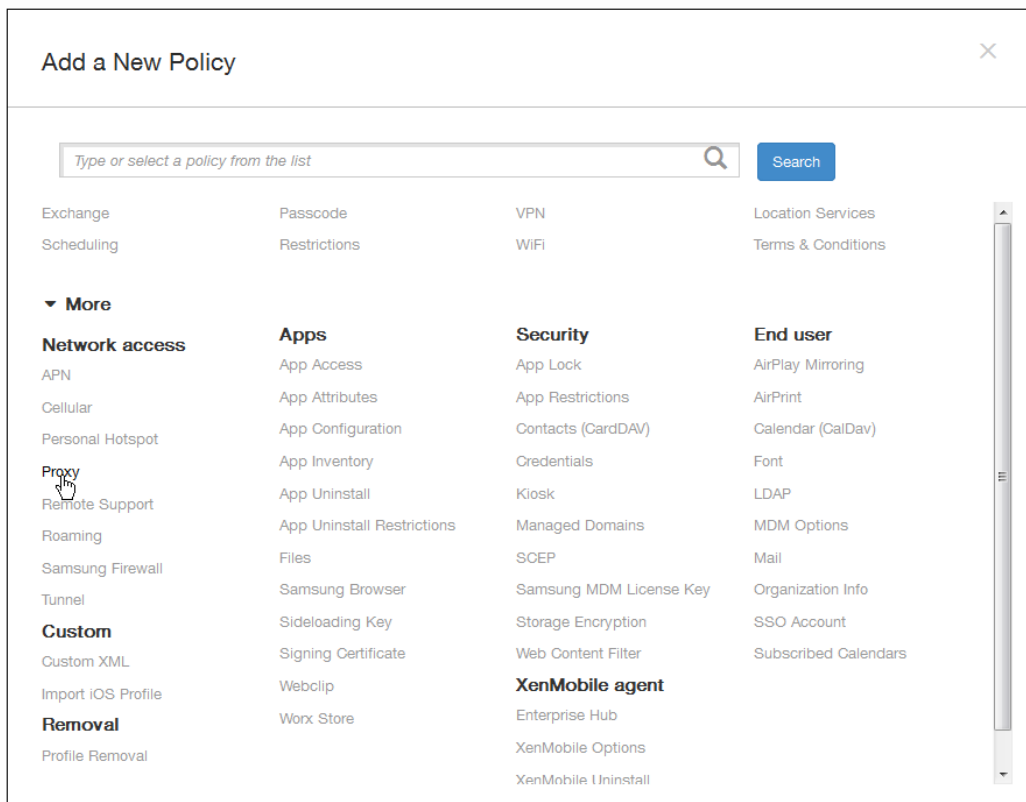 Add a New Policy
Type or select a policy from the list
Search
Exchange
Passcode
VPN
Location Services
Scheduling
Restrictions
WiFi
Terms & Conditions
More
Network access
APN
Cellular
Personal Hotspot
Proxy
Remote Support
Roaming
Samsung Firewall
Tunnel
Custom
Custom XML
Import iOS Profile
Removal
Profile Removal
Apps
App Access
App Attributes
App Configuration
App Inventory
App Uninstall
App Uninstall Restrictions
Files
Samsung Browser
Sideloading Key
Signing Certificate
Webclip
Worx Store
Security
App Lock
App Restrictions
Contacts (CardDAV)
Credentials
Kiosk
Managed Domains
SCEP
Samsung MDM License Key
Storage Encryption
Web Content Filter
XenMobile agent
Enterprise Hub
XenMobile Options
XenMobile Uninstall
End user
AirPlay Mirroring
AirPrint
Calendar (CalDav)
Font
LDAP
MDM Options
Mail
Organization Info
SSO Account
Subscribed Calendars